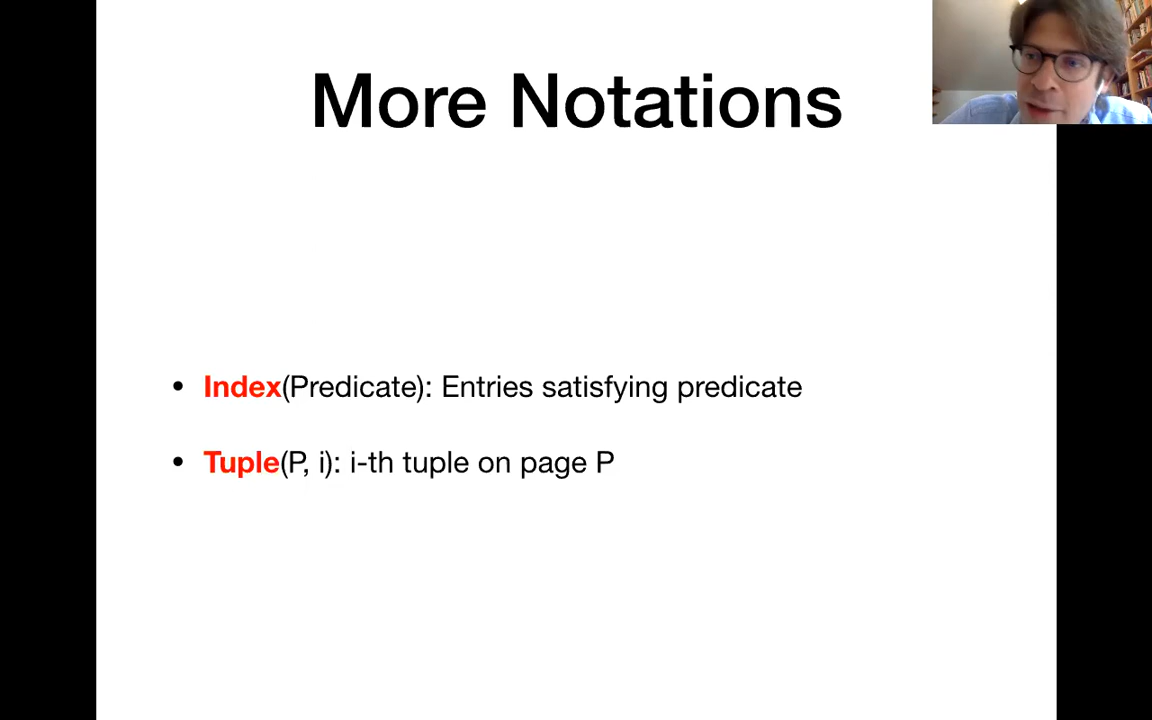 More Notations
• Index(Predicate): Entries satisfying predicate
• Tuple(P, i): i-th tuple on page P